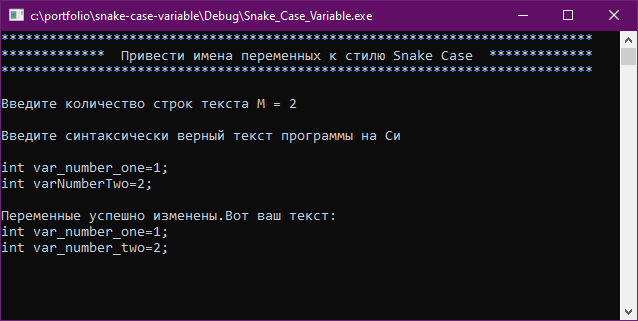 c:\portfolio\snake-case-variable\Debug\Snake_Case_Variable.exe
**************************************************************************
*************  Привести имена переменных к стилю Snake Case  *************
**************************************************************************
Введите количество строк текста M = 2
Введите синтаксически верный текст программы на Си
int var_number_one=1;
int varNumberTwo=2;
Переменные успешно изменены.Вот ваш текст:
int var_number_one=1;
int var_number_two=2;